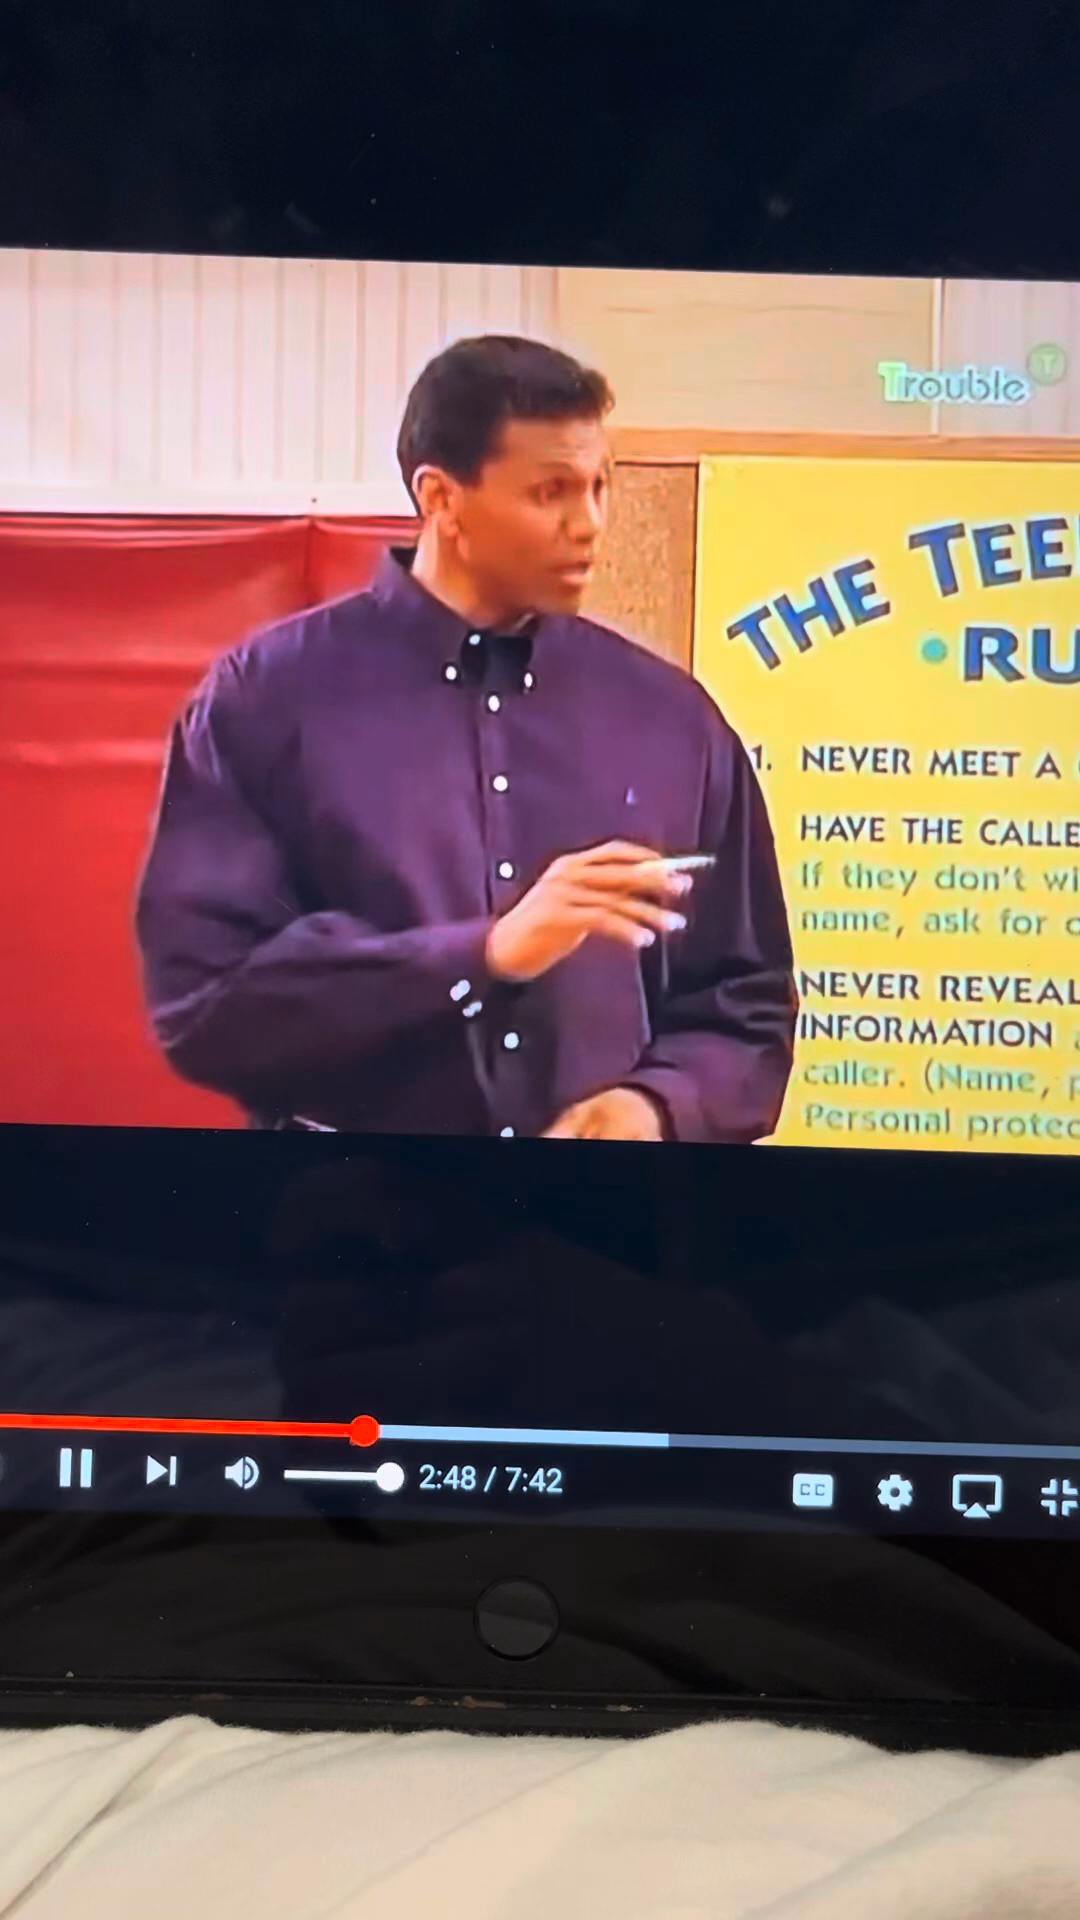 Trouble T
THE TEE
• RU
1. NEVER MEET A
HAVE THE CALLE
If they don't wi
name, ask for
NEVER REVEAL
INFORMATION
caller. (Name,
Personal protec
2:48 / 7:42
CC